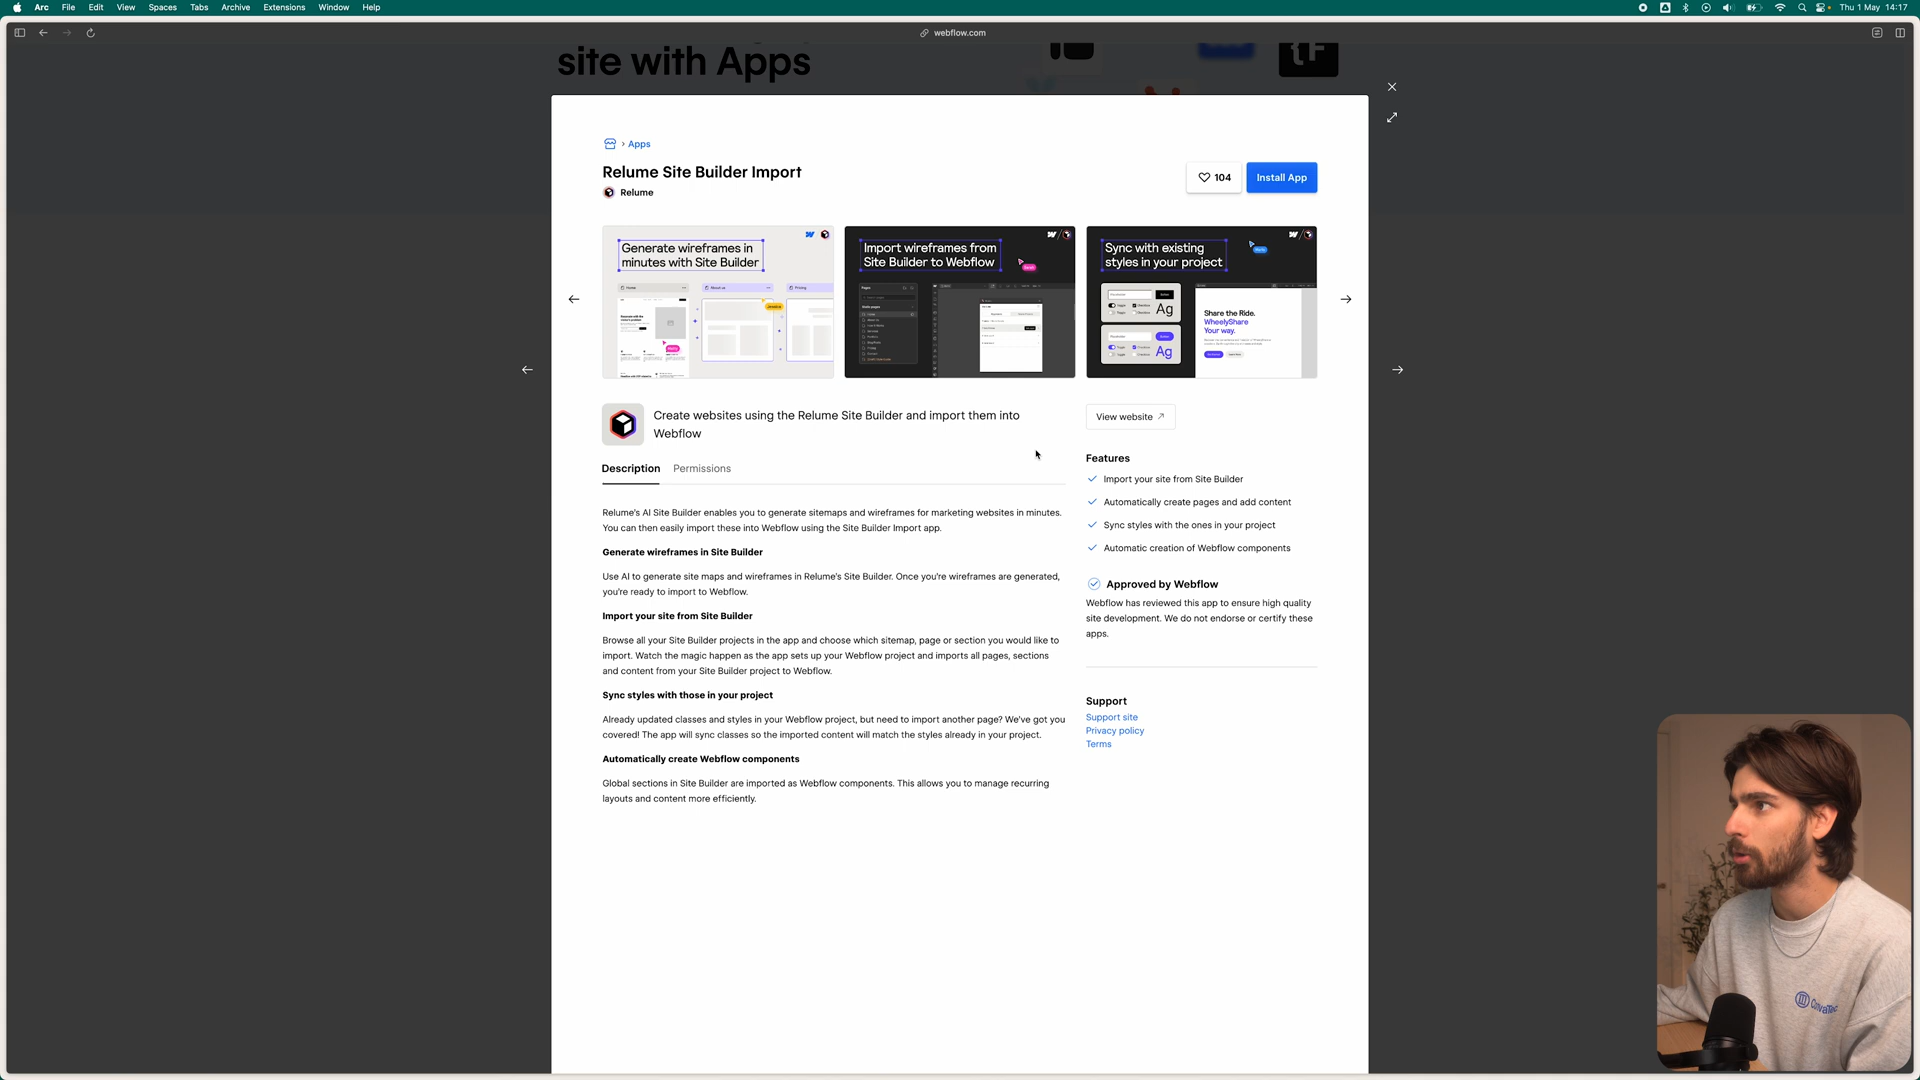 Arc File Edit View Spaces Tabs Archive Extensions Window Help
Thu 1 May 14:17
webflow.com
site with Apps
Apps
Relume Site Builder Import
Relume
104
Install App
Generate wireframes in
minutes with Site Builder
Home
About us
Pricing
Import wireframes from
Site Builder to Webflow
Pages
Sync with existing
styles in your project
Ag
Ag
Share the Ride.
WheelyShare
Your way.
Create websites using the Relume Site Builder and import them into
Webflow
View website
Description Permissions
Relume's AI Site Builder enables you to generate sitemaps and wireframes for marketing websites in minutes.
You can then easily import these into Webflow using the Site Builder Import app.
Generate wireframes in Site Builder
Use AI to generate site maps and wireframes in Relume's Site Builder. Once you're wireframes are generated,
you're ready to import to Webflow.
Import your site from Site Builder
Browse all your Site Builder projects in the app and choose which sitemap, page or section you would like to
import. Watch the magic happen as the app sets up your Webflow project and imports all pages, sections
and content from your Site Builder project to Webflow.
Sync styles with those in your project
Already updated classes and styles in your Webflow project, but need to import another page? We've got you
covered! The app will sync classes so the imported content will match the styles already in your project.
Automatically create Webflow components
Global sections in Site Builder are imported as Webflow components. This allows you to manage recurring
layouts and content more efficiently.
Features
Import your site from Site Builder
Automatically create pages and add content
Sync styles with the ones in your project
Automatic creation of Webflow components
Approved by Webflow
Webflow has reviewed this app to ensure high quality
site development. We do not endorse or certify these
apps.
Support
Support site
Privacy policy
Terms